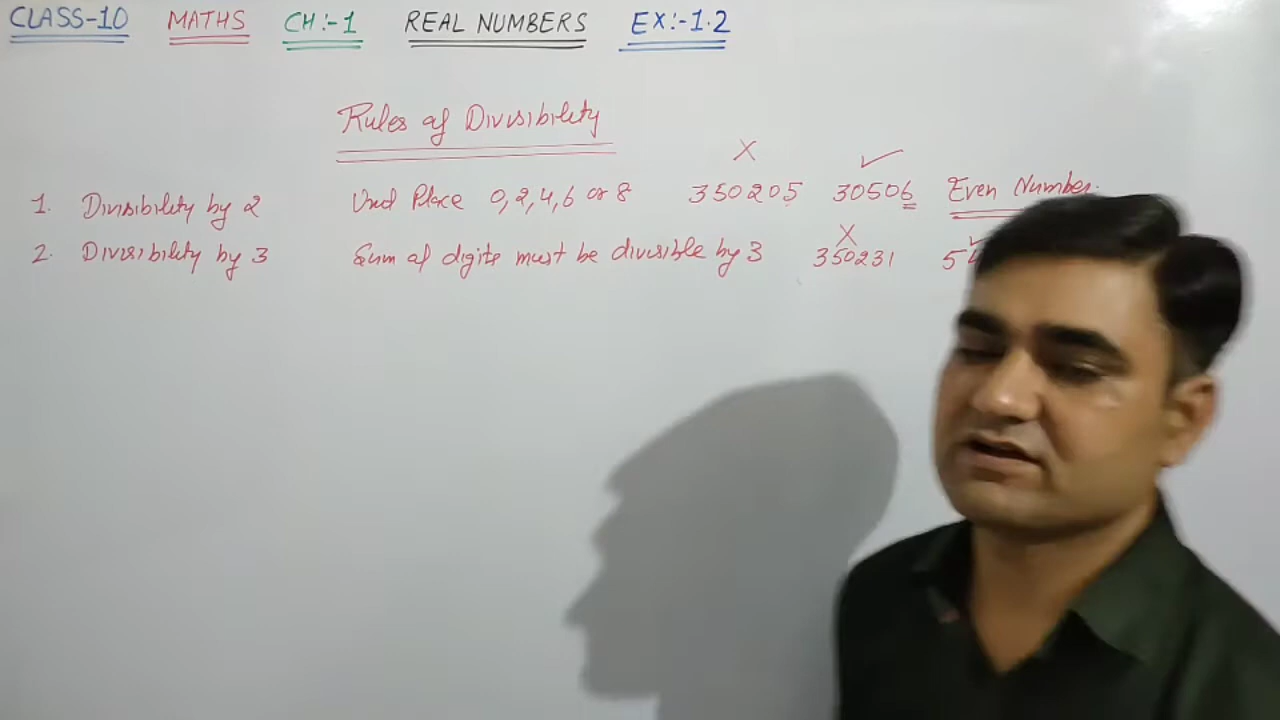 CLASS-10 MATHS CH:-1 REAL NUMBERS EX:-1.2
Rules of Divisibility
1. Divisibility by 2 Unit Place 0, 2, 4, 6 or 8 350205 X 30506 ✓ Even Number.
2. Divisibility by 3 Sum of digits must be divisible by 3 350231 X